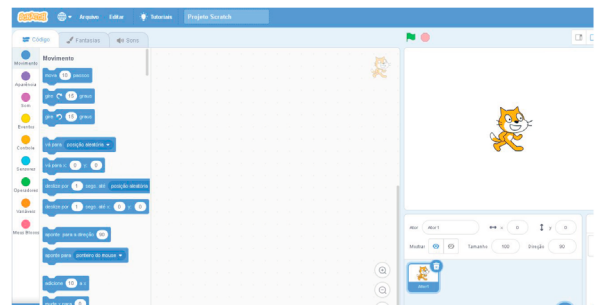 SCRATCH Arquivo Editar Tutoriais Projeto Scratch
Código Fantasias Sons
Movimento
Movimento
mova 10 passos
Aparência
gire 15 graus
Som
gire 15 graus
Eventos
vá para posição aleatória
Controle
vá para x: 0 y: 0
Sensores
deslize por 1 segs. até posição aleatória
Operadores
deslize por 1 segs. até x: 0 y: 0
Variáveis
Meus Blocos
aponte para a direção 90
aponte para ponteiro do mouse
adicione 10 a x
Ator Ator1 x 0 y 0
Mostrar Tamanho 100 Direção 90
Ator1